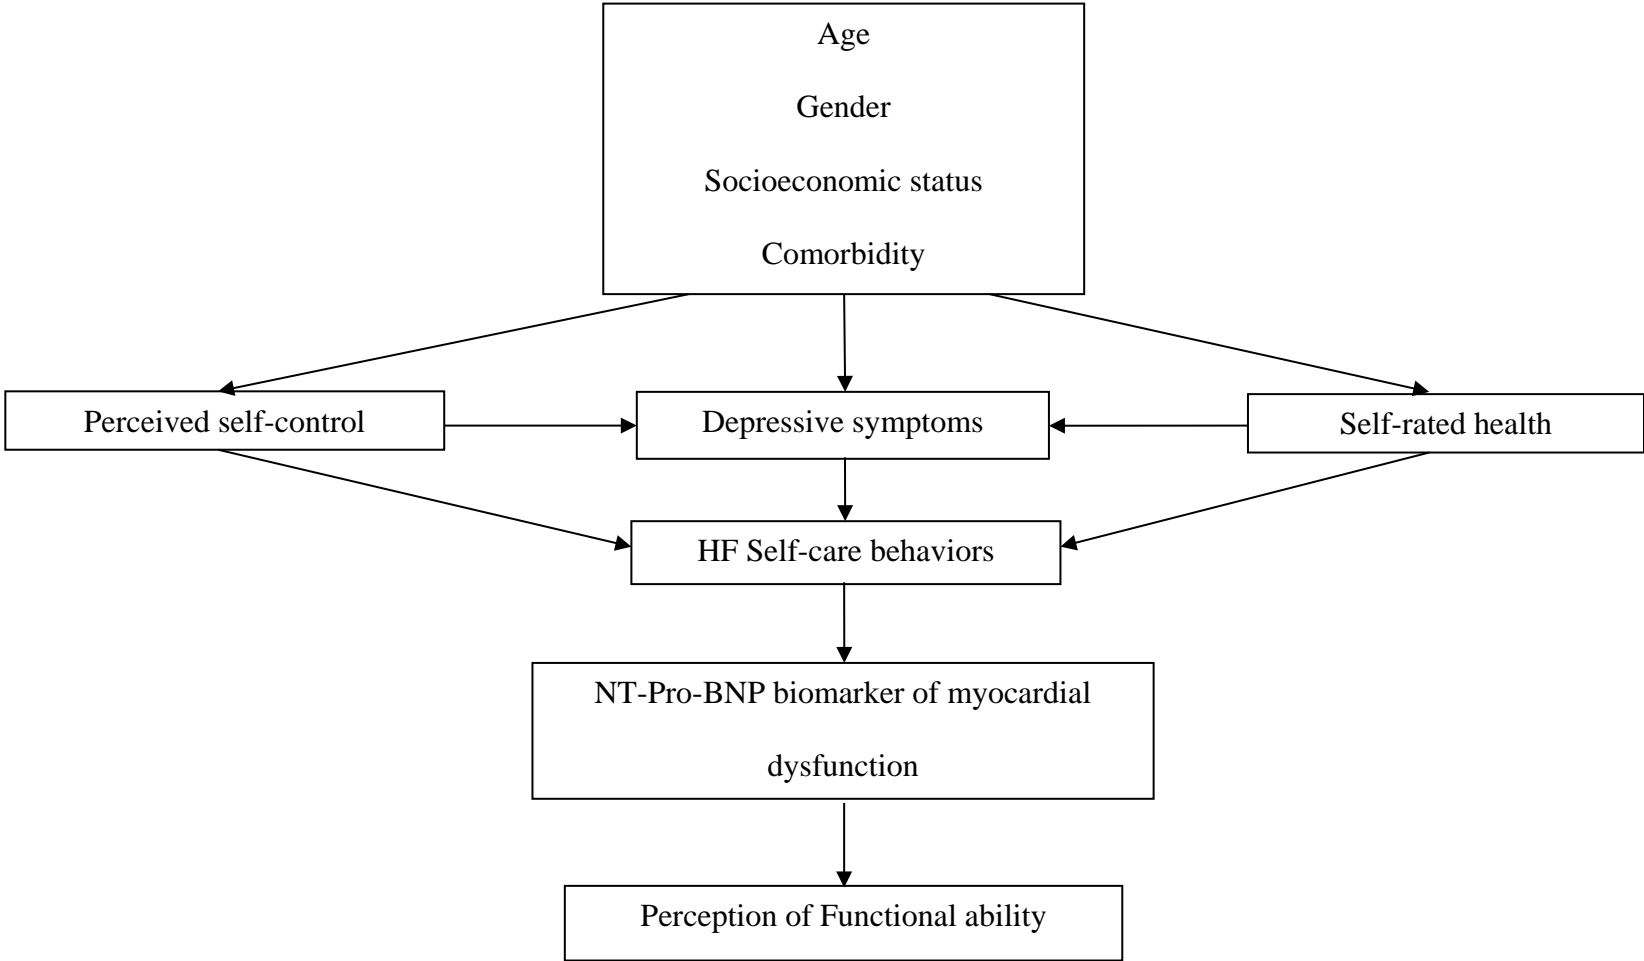 Age
Gender
Socioeconomic status
Comorbidity
Perceived self-control
Depressive symptoms
Self-rated health
HF Self-care behaviors
NT-Pro-BNP biomarker of myocardial
dysfunction
Perception of Functional ability